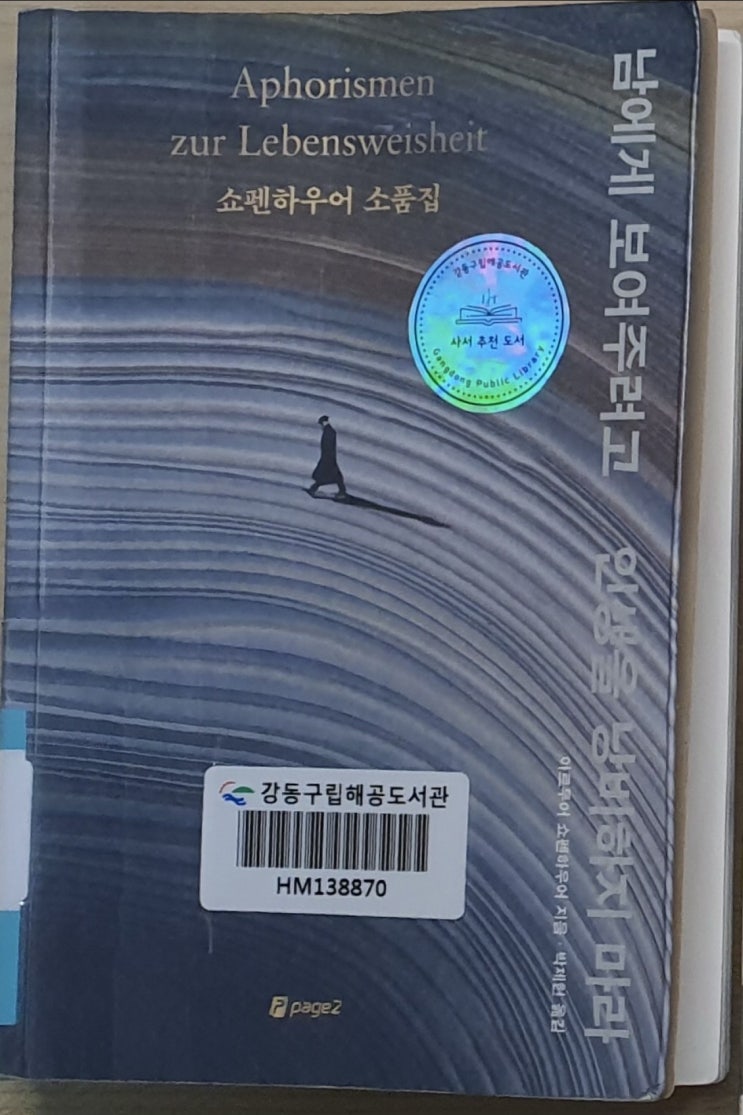 Aphorismen
zur Lebensweisheit
쇼펜하우어 소품집
남에게 보여주려고 인생을 낭비하지 마라
아르투어 쇼펜하우어 지음 · 박제헌 옮김
강동구립해공도서관
사서 추천 도서
Gangdong Public Library
강동구립해공도서관
HM138870
page2